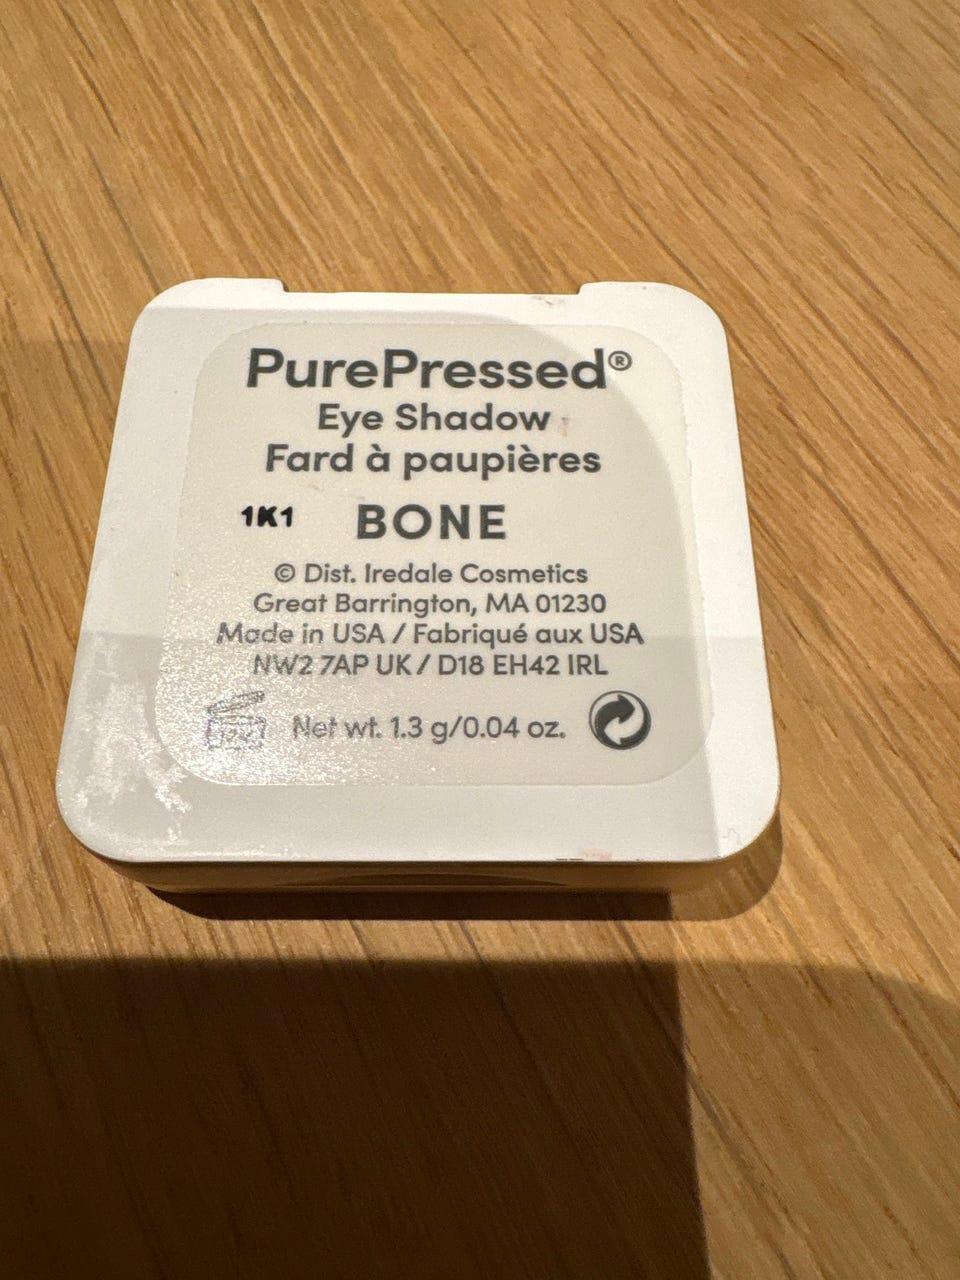 PurePressed®
Eye Shadow
Fard à paupières
1K1 BONE
© Dist. Iredale Cosmetics
Great Barrington, MA 01230
Made in USA / Fabriqué aux USA
NW2 7AP UK / D18 EH42 IRL
Net wt. 1.3 g/0.04 oz.